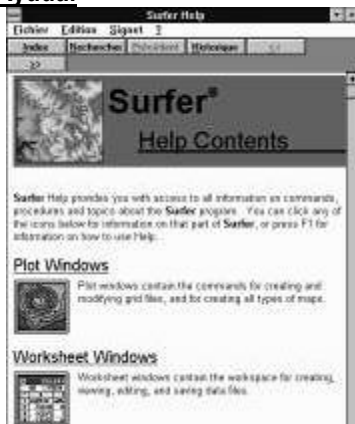 Surfer Help
Fichier Edition Signet ?
Index Rechercher Précédent Historique <<
>>
Surfer®
Help Contents
Surfer Help provides you with access to all information on commands,
procedures and topics about the Surfer program. You can click any of
the icons below for information on that part of Surfer, or press F1 for
information on how to use Help.
Plot Windows
Plot windows contain the commands for creating and
modifying grid files, and for creating all types of maps.
Worksheet Windows
Worksheet windows contain the workspace for creating,
viewing, editing, and saving data files.